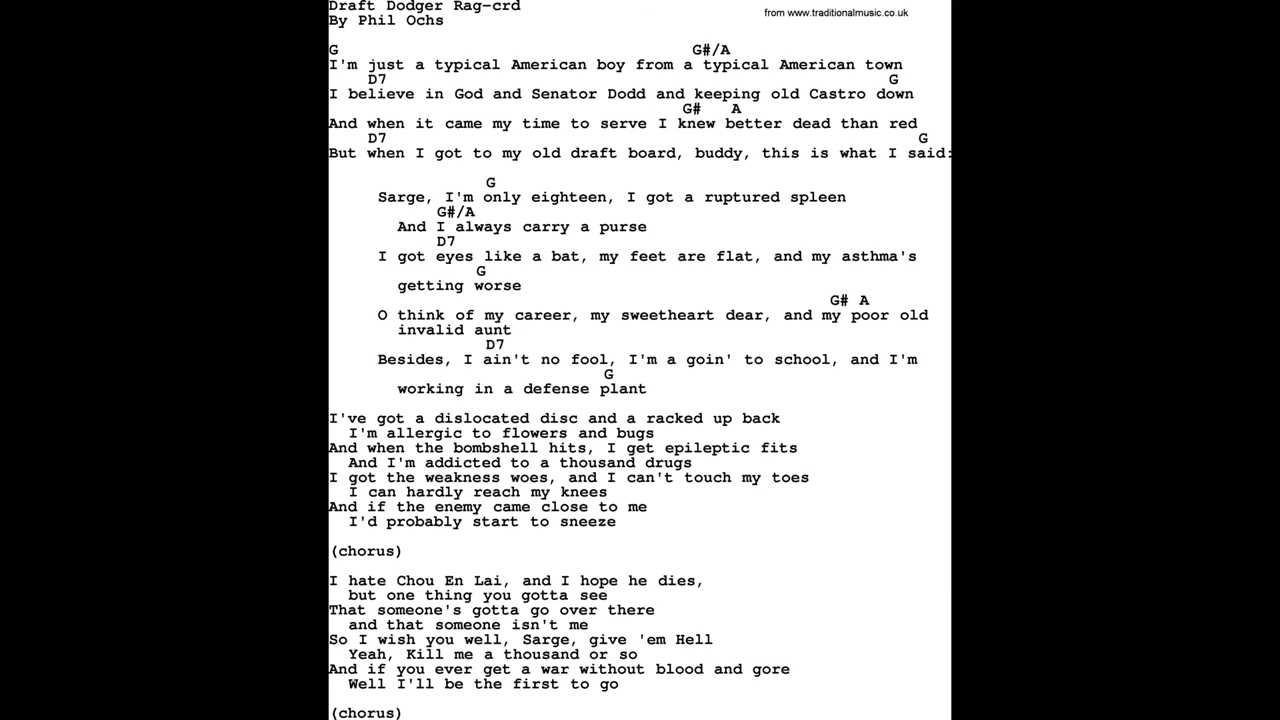 Draft Dodger Rag-crd
from www.traditionalmusic.co.uk
By Phil Ochs
G G#/A
I'm just a typical American boy from a typical American town
D7 G
I believe in God and Senator Dodd and keeping old Castro down
G# A
And when it came my time to serve I knew better dead than red
D7 G
But when I got to my old draft board, buddy, this is what I said:
G
Sarge, I'm only eighteen, I got a ruptured spleen
G#/A
And I always carry a purse
D7
I got eyes like a bat, my feet are flat, and my asthma's
G
getting worse
G# A
O think of my career, my sweetheart dear, and my poor old
invalid aunt
D7
Besides, I ain't no fool, I'm a goin' to school, and I'm
G
working in a defense plant
I've got a dislocated disc and a racked up back
I'm allergic to flowers and bugs
And when the bombshell hits, I get epileptic fits
And I'm addicted to a thousand drugs
I got the weakness woes, and I can't touch my toes
I can hardly reach my knees
And if the enemy came close to me
I'd probably start to sneeze
(chorus)
I hate Chou En Lai, and I hope he dies,
but one thing you gotta see
That someone's gotta go over there
and that someone isn't me
So I wish you well, Sarge, give 'em Hell
Yeah, Kill me a thousand or so
And if you ever get a war without blood and gore
Well I'll be the first to go
(chorus)